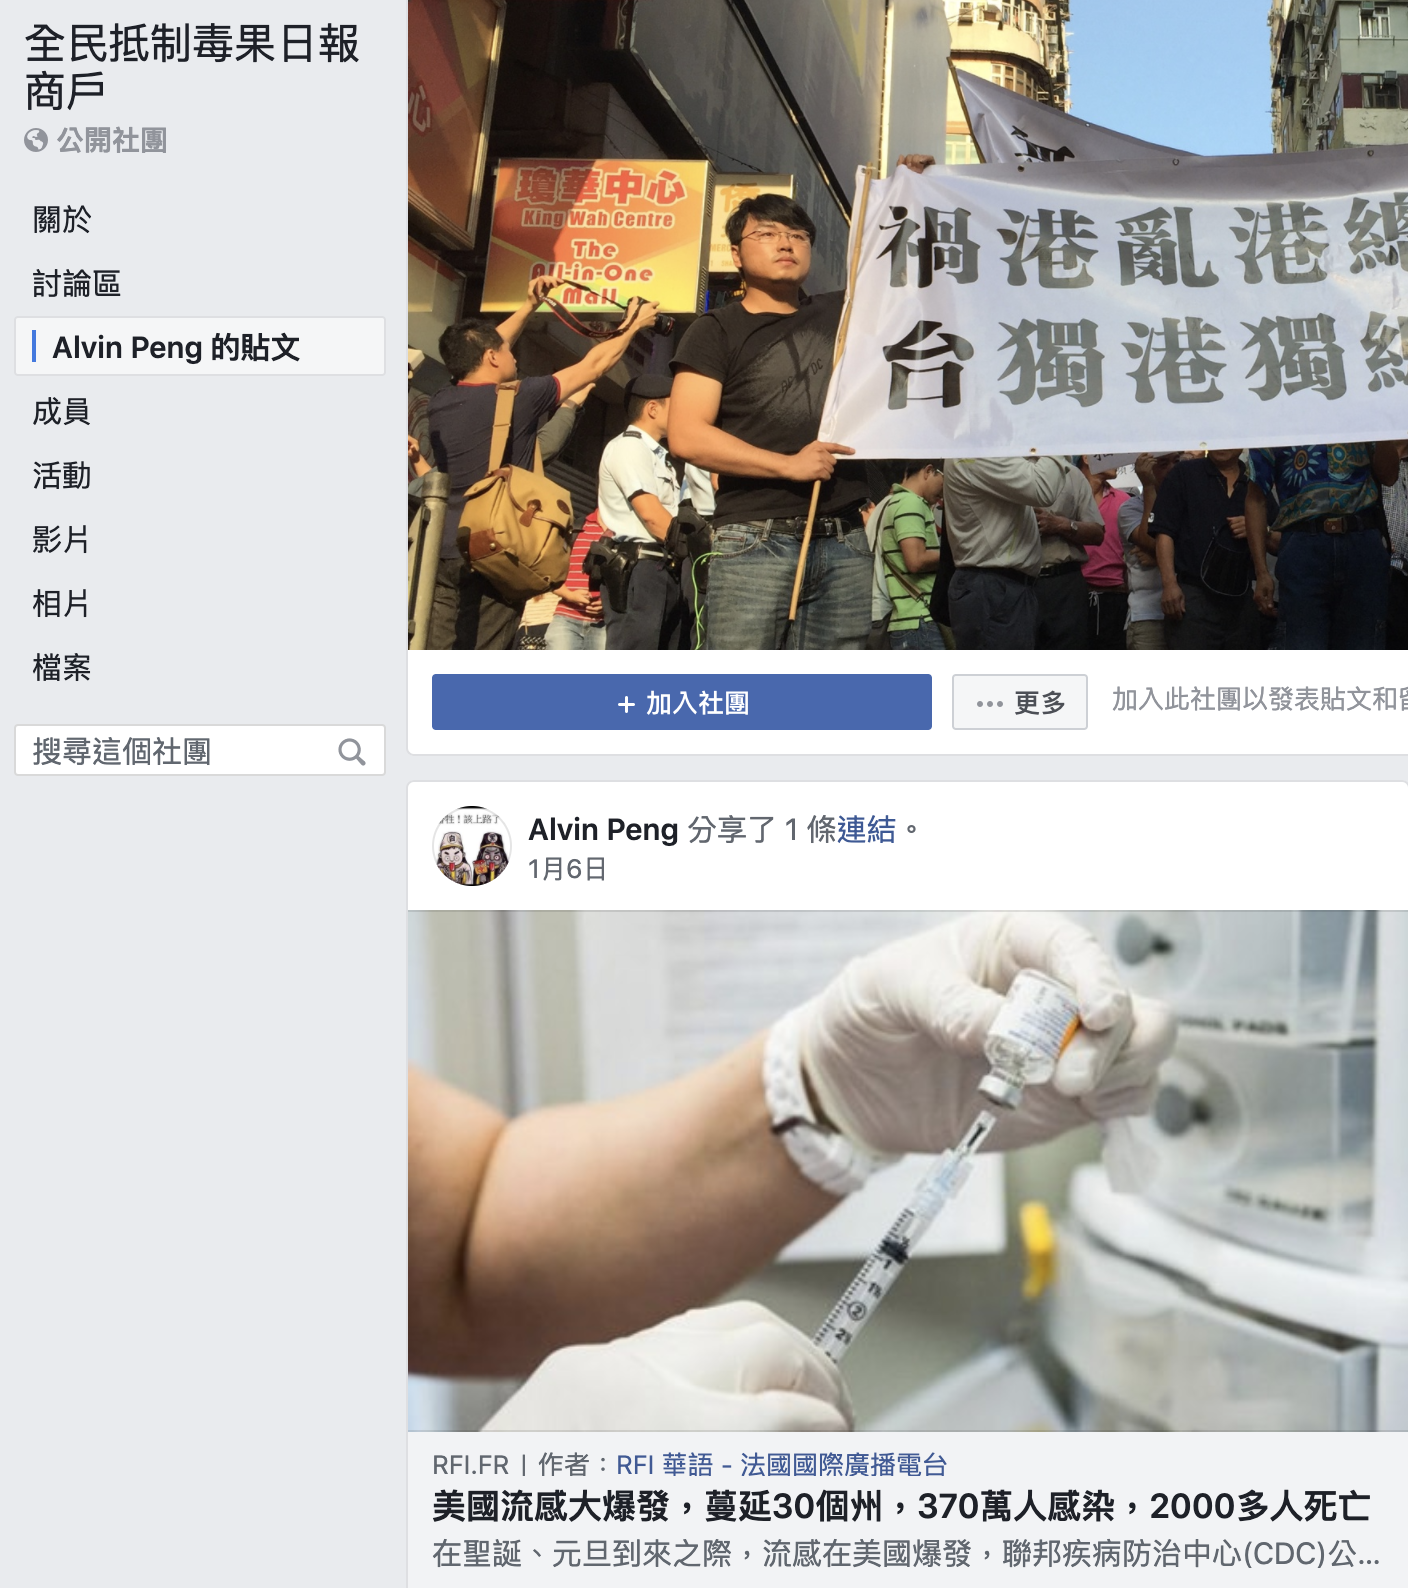 全民抵制毒果日報
商戶
公開社團
關於
討論區
Alvin Peng 的貼文
成員
活動
影片
相片
檔案
搜尋這個社團
瓊華中心
King Wah Centre
The
All-in-One
Mall
禍港亂港總
台獨港獨
+ 加入社團
··· 更多
加入此社團以發表貼文和留
Alvin Peng 分享了 1 條連結。
1月6日
RFI.FR | 作者：RFI 華語 - 法國國際廣播電台
美國流感大爆發，蔓延30個州，370萬人感染，2000多人死亡
在聖誕、元旦到來之際，流感在美國爆發，聯邦疾病防治中心(CDC)公...